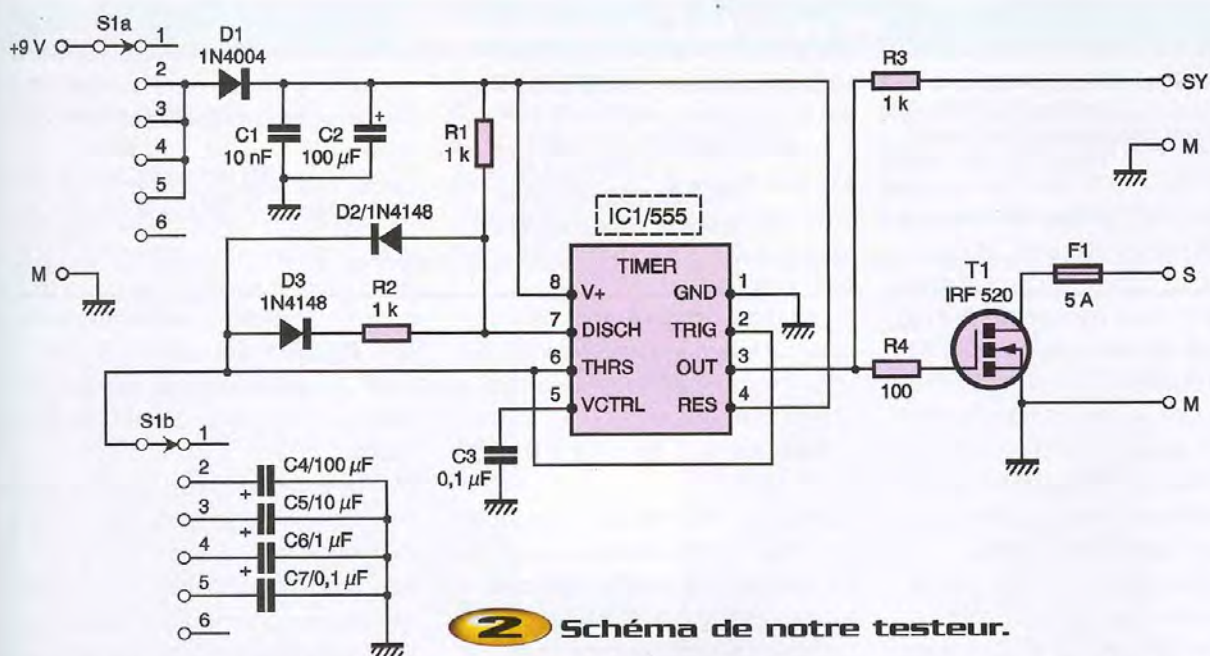 S1a
+9 V
1
2
3
4
5
6
D1
1N4004
C1
10 nF
C2
100 µF
+
R1
1 k
R3
1 k
SY
M
D2/1N4148
IC1/555
TIMER
8
V+
GND
1
7
DISCH
TRIG
2
6
THRS
OUT
3
5
VCTRL
RES
4
M
D3
1N4148
R2
1 k
T1
IRF 520
F1
5 A
S
R4
100
M
S1b
1
2
3
4
5
6
C4/100 µF
+
C5/10 µF
+
C6/1 µF
+
C7/0,1 µF
C3
0,1 µF
2 Schéma de notre testeur.